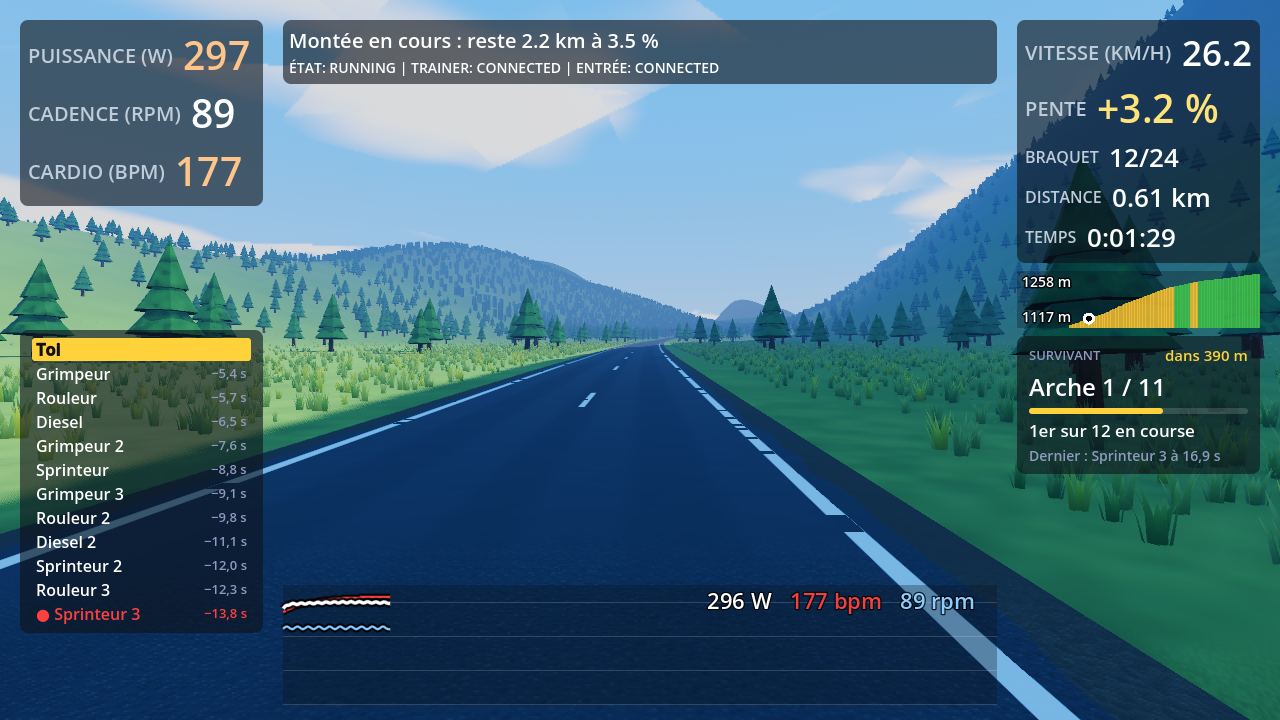 PUISSANCE (W) 297
CADENCE (RPM) 89
CARDIO (BPM) 177
Montée en cours : reste 2.2 km à 3.5 %
ÉTAT: RUNNING | TRAINER: CONNECTED | ENTRÉE: CONNECTED
VITESSE (KM/H) 26.2
PENTE +3.2 %
BRAQUET 12/24
DISTANCE 0.61 km
TEMPS 0:01:29
1258 m
1117 m
SURVIVANT dans 390 m
Arche 1 / 11
1er sur 12 en course
Dernier : Sprinteur 3 à 16,9 s
Toi
Grimpeur −5,4 s
Rouleur −5,7 s
Diesel −6,5 s
Grimpeur 2 −7,6 s
Sprinteur −8,8 s
Grimpeur 3 −9,1 s
Rouleur 2 −9,8 s
Diesel 2 −11,1 s
Sprinteur 2 −12,0 s
Rouleur 3 −12,3 s
Sprinteur 3 −13,8 s
296 W 177 bpm 89 rpm